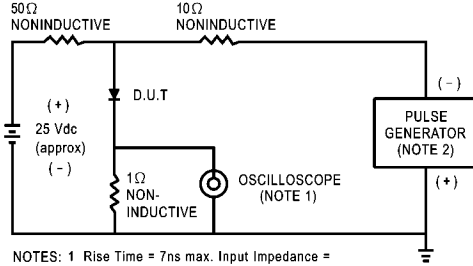 50Ω
NONINDUCTIVE
10Ω
NONINDUCTIVE
(+)
25 Vdc
(approx)
(−)
D.U.T
1Ω
NON-
INDUCTIVE
OSCILLOSCOPE
(NOTE 1)
(−)
PULSE
GENERATOR
(NOTE 2)
(+)
NOTES: 1 Rise Time = 7ns max. Input Impedance =